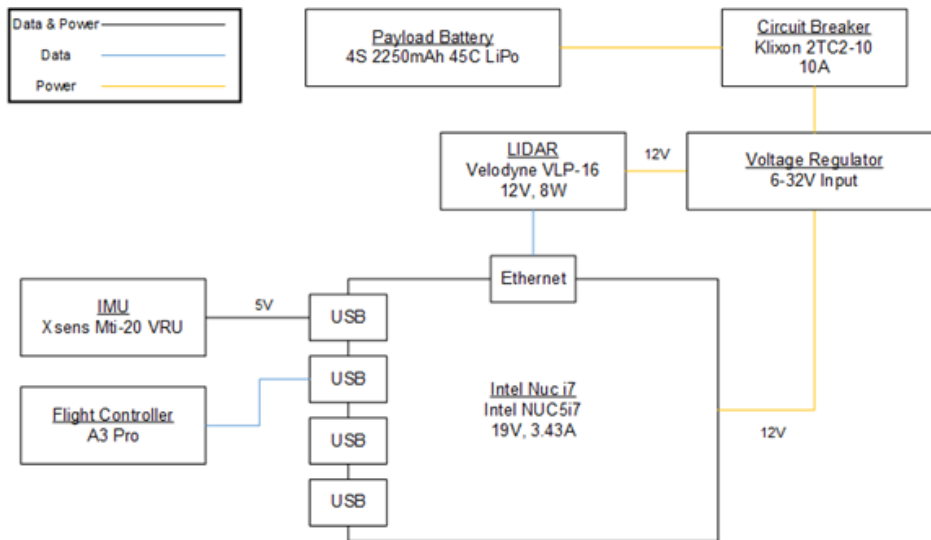 Data & Power
Data
Power
Payload Battery
4S 2250mAh 45C LiPo
Circuit Breaker
Klixon 2TC2-10
10A
LIDAR
Velodyne VLP-16
12V, 8W
12V
Voltage Regulator
6-32V Input
Ethernet
IMU
Xsens Mti-20 VRU
5V
USB
USB
Flight Controller
A3 Pro
Intel Nuc i7
Intel NUC5i7
19V, 3.43A
12V
USB
USB